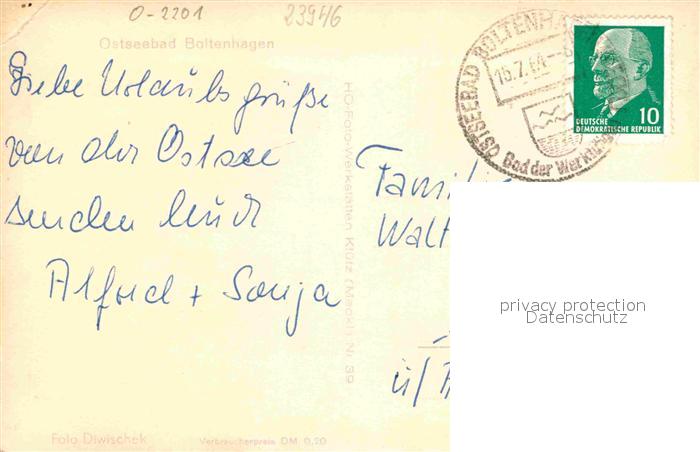 O-2201 23946
Ostseebad Boltenhagen
Liebe Urlaubsgrüße
von der Ostsee
senden Euch
Alfred + Sonja
HO-Foto-Werkstätten Klütz (Meckl.) Nr. 39
Foto Diwischek
Verbraucherpreis DM 0,20
OSTSEEBAD BOLTENHAGEN
15.7.64
Bad der Werktätigen
10
DEUTSCHE
DEMOKRATISCHE REPUBLIK
Famili
Walt
ü/
privacy protection
Datenschutz